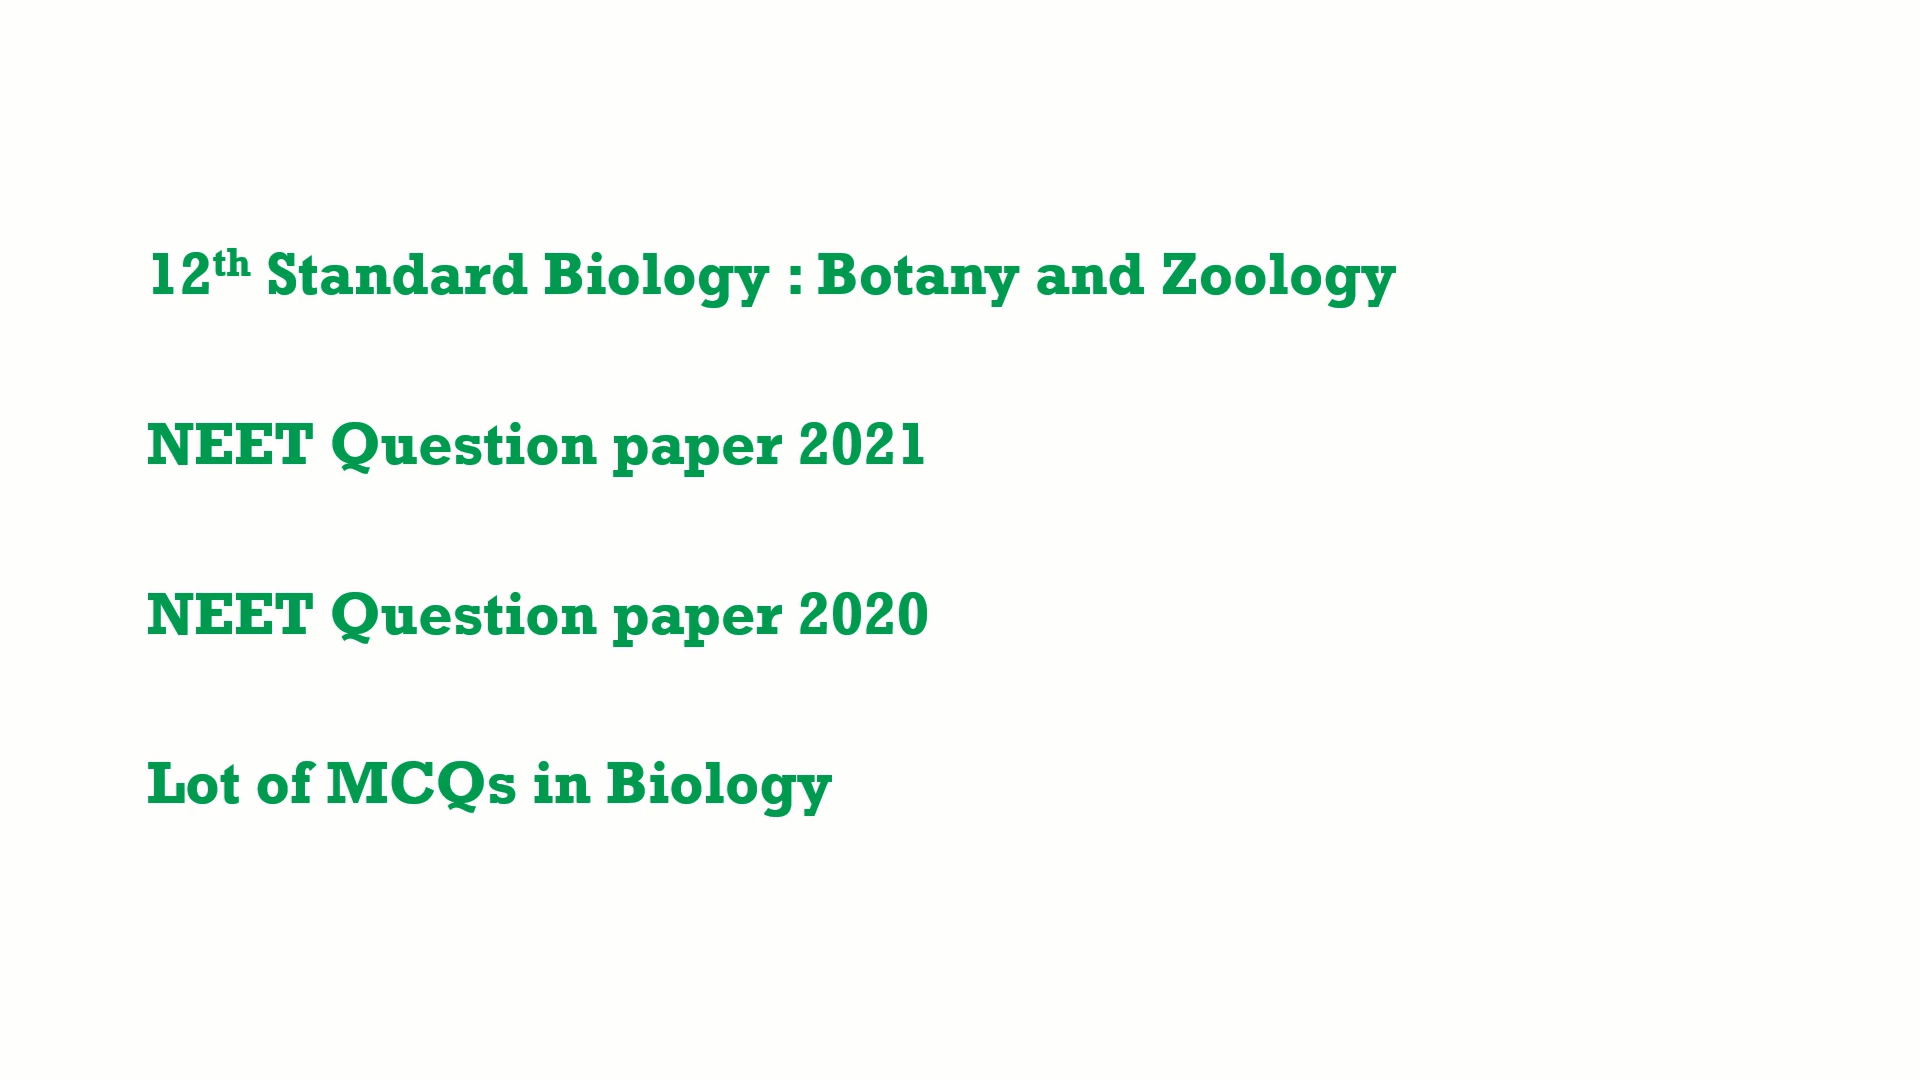 12th Standard Biology : Botany and Zoology
NEET Question paper 2021
NEET Question paper 2020
Lot of MCQs in Biology